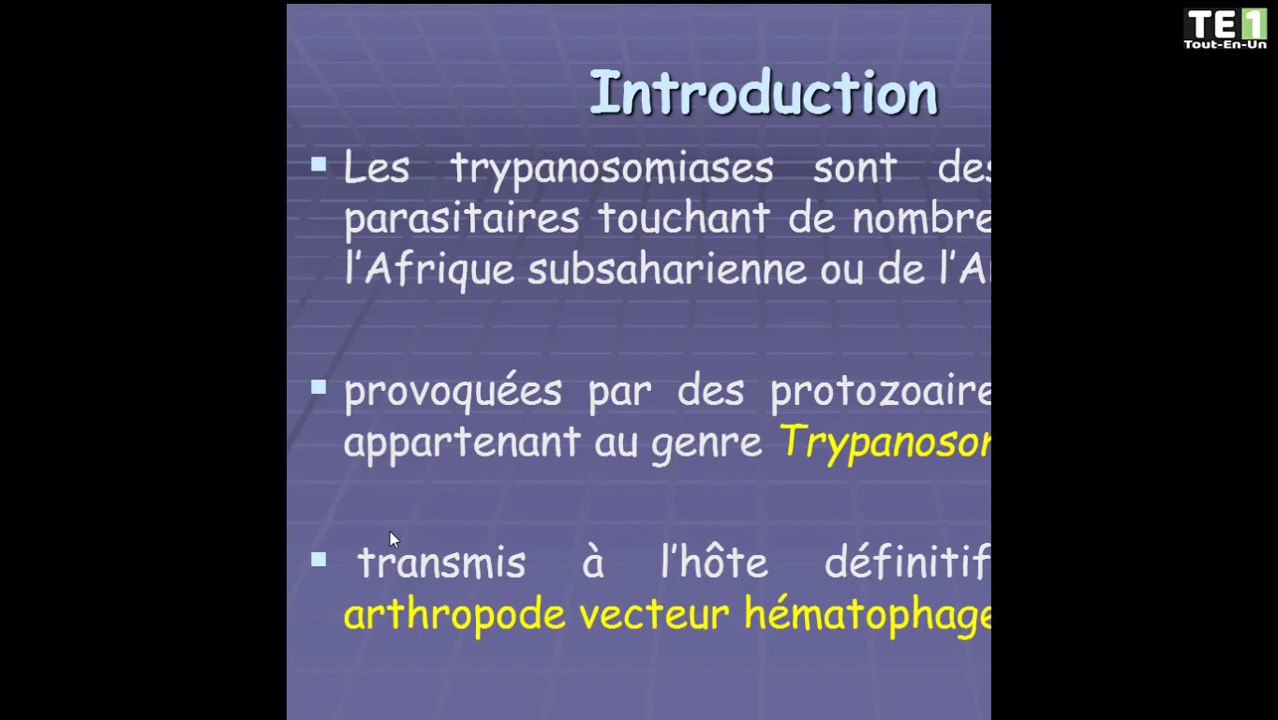 TE1
Tout-En-Un
Introduction
Les trypanosomiases sont des
parasitaires touchant de nombre
l'Afrique subsaharienne ou de l'A
provoquées par des protozoaire
appartenant au genre Trypanoso
transmis à l'hôte définitif
arthropode vecteur hématophage